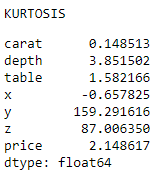 KURTOSIS
carat 0.148513
depth 3.851502
table 1.582166
x -0.657825
y 159.291616
z 87.006350
price 2.148617
dtype: float64